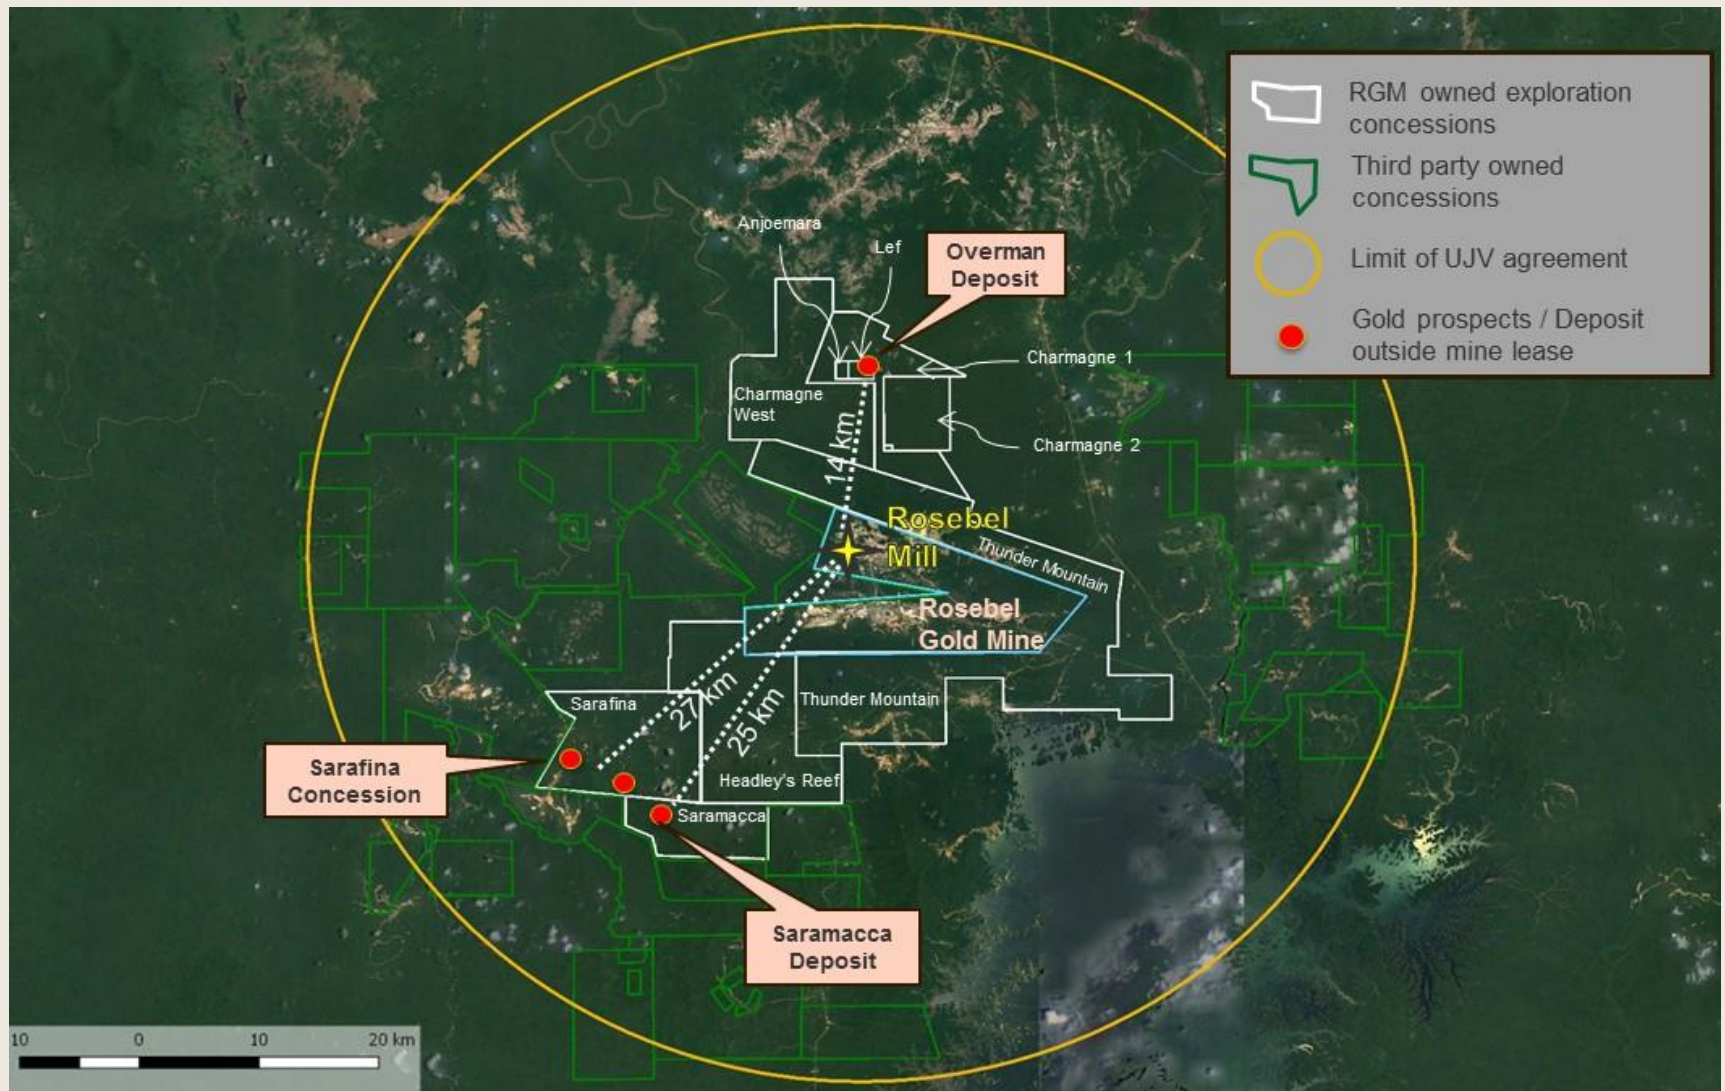 RGM owned exploration
concessions
Third party owned
concessions
Limit of UJV agreement
Gold prospects / Deposit
outside mine lease
Anjoemara
Lef
Overman
Deposit
Charmagne 1
Charmagne
West
Charmagne 2
14 km
Rosebel
Mill
Thunder Mountain
Rosebel
Gold Mine
27 km
25 km
Sarafina
Thunder Mountain
Headley's Reef
Sarafina
Concession
Saramacca
Saramacca
Deposit
10 0 10 20 km